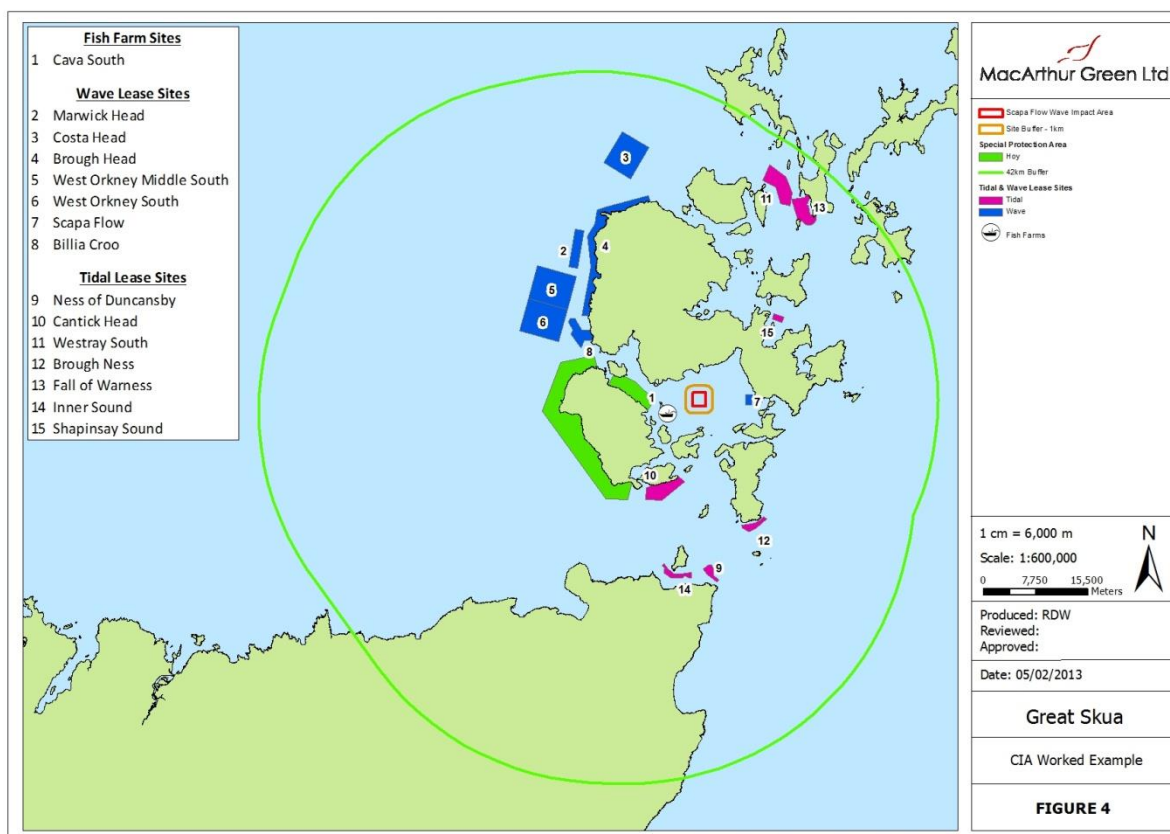 Fish Farm Sites
1 Cava South
Wave Lease Sites
2 Marwick Head
3 Costa Head
4 Brough Head
5 West Orkney Middle South
6 West Orkney South
7 Scapa Flow
8 Billia Croo
Tidal Lease Sites
9 Ness of Duncansby
10 Cantick Head
11 Westray South
12 Brough Ness
13 Fall of Warness
14 Inner Sound
15 Shapinsay Sound
3
11
13
2
4
5
6
15
8
1
7
10
12
9
14
MacArthur Green Ltd
Scapa Flow Wave Impact Area
Site Buffer - 1km
Special Protection Area
Hoy
42km Buffer
Tidal & Wave Lease Sites
Tidal
Wave
Fish Farms
1 cm = 6,000 m
Scale: 1:600,000
N
0 7,750 15,500
Meters
Produced: RDW
Reviewed:
Approved:
Date: 05/02/2013
Great Skua
CIA Worked Example
FIGURE 4